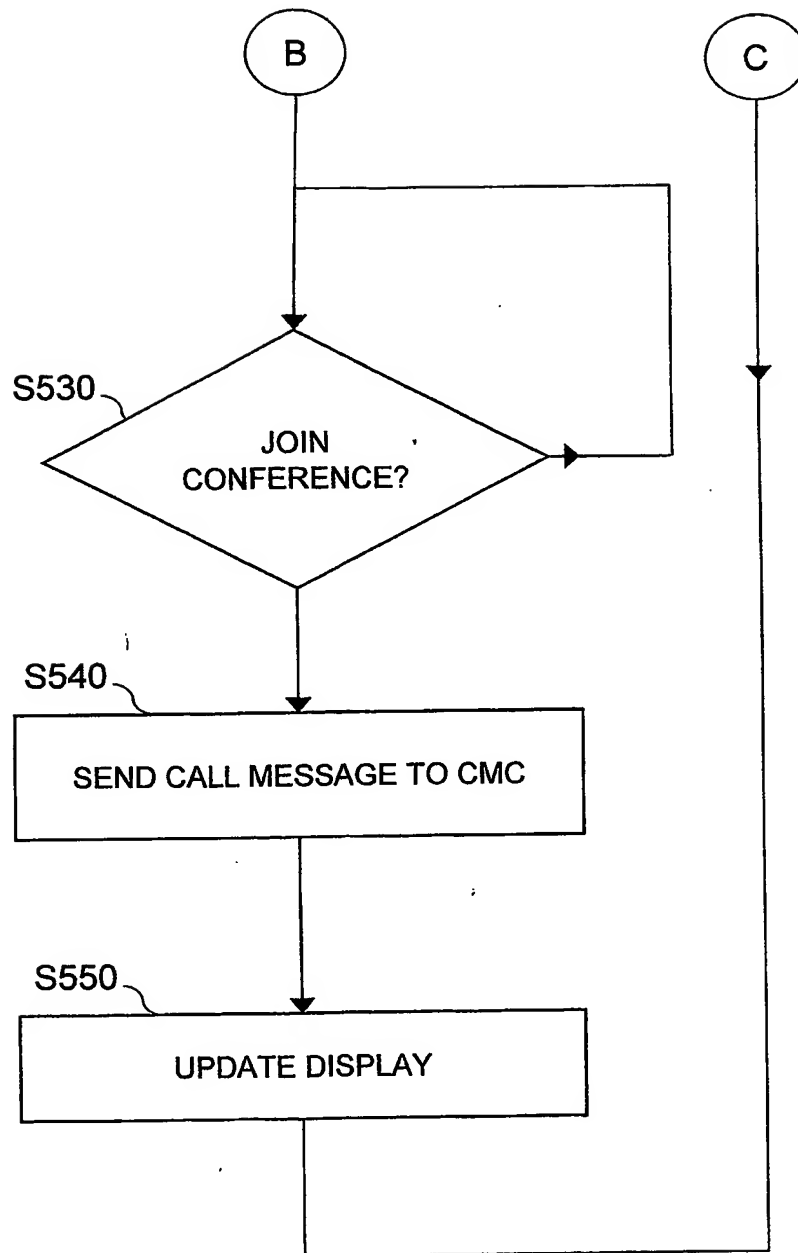 B
C
S530
JOIN
CONFERENCE?
S540
SEND CALL MESSAGE TO CMC
S550
UPDATE DISPLAY